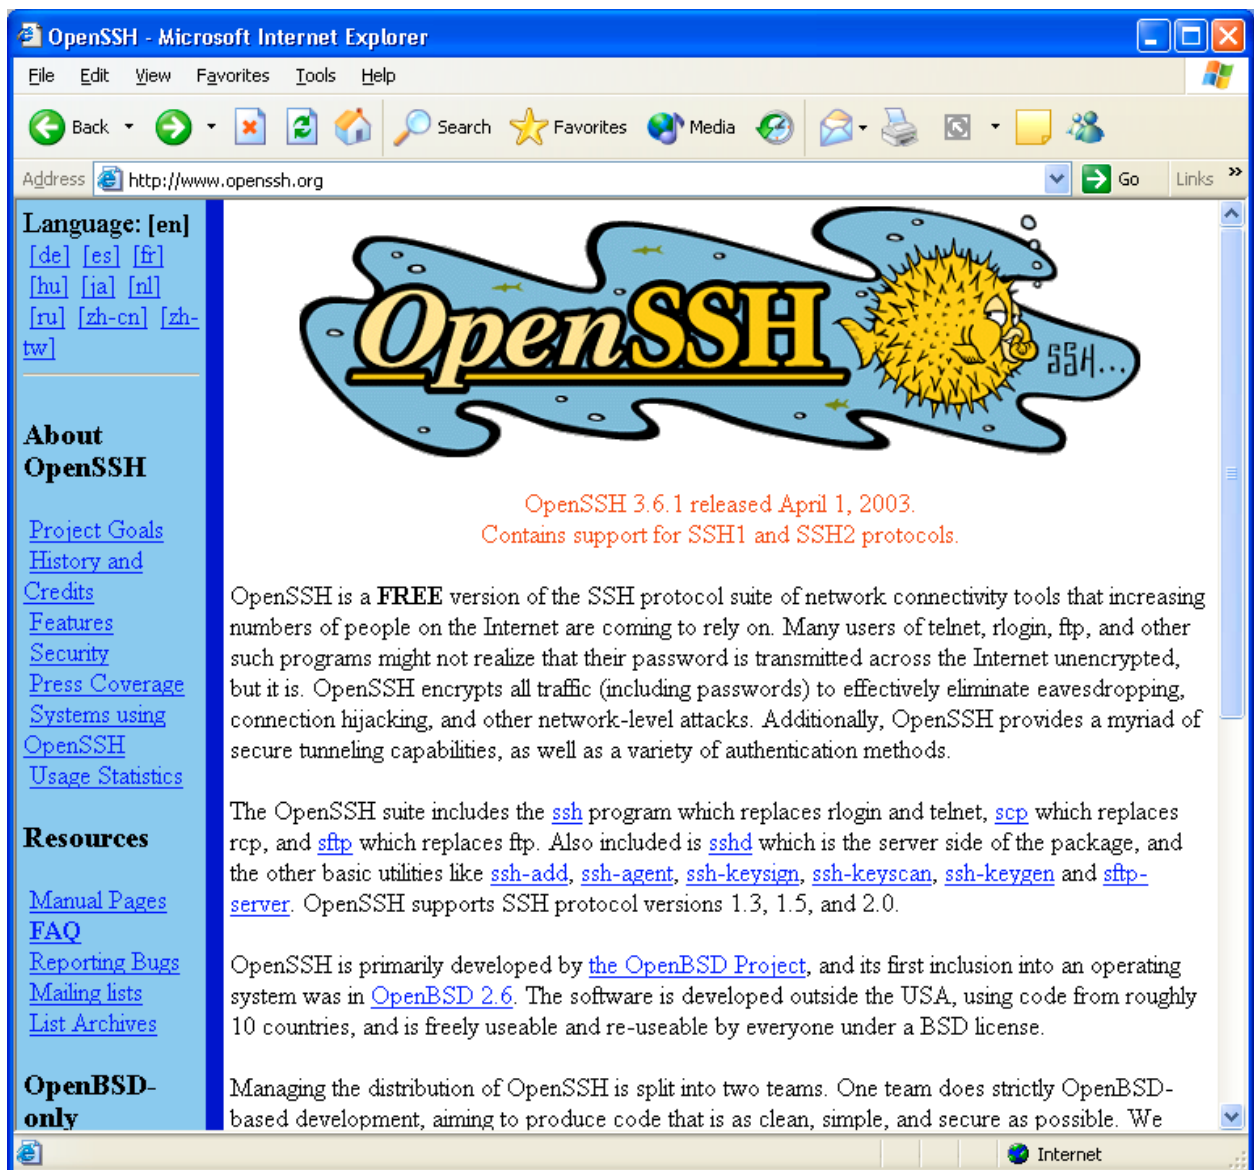 OpenSSH - Microsoft Internet Explorer
File Edit View Favorites Tools Help
Back Search Favorites Media
Address http://www.openssh.org Go Links »
Language: [en]
[de] [es] [fr]
[hu] [ja] [nl]
[ru] [zh-cn] [zh-
tw]
About
OpenSSH
Project Goals
History and
Credits
Features
Security
Press Coverage
Systems using
OpenSSH
Usage Statistics
Resources
Manual Pages
FAQ
Reporting Bugs
Mailing lists
List Archives
OpenBSD-
only
OpenSSH
SSH...
OpenSSH 3.6.1 released April 1, 2003.
Contains support for SSH1 and SSH2 protocols.
OpenSSH is a FREE version of the SSH protocol suite of network connectivity tools that increasing
numbers of people on the Internet are coming to rely on. Many users of telnet, rlogin, ftp, and other
such programs might not realize that their password is transmitted across the Internet unencrypted,
but it is. OpenSSH encrypts all traffic (including passwords) to effectively eliminate eavesdropping,
connection hijacking, and other network-level attacks. Additionally, OpenSSH provides a myriad of
secure tunneling capabilities, as well as a variety of authentication methods.
The OpenSSH suite includes the ssh program which replaces rlogin and telnet, scp which replaces
rcp, and sftp which replaces ftp. Also included is sshd which is the server side of the package, and
the other basic utilities like ssh-add, ssh-agent, ssh-keysign, ssh-keyscan, ssh-keygen and sftp-
server. OpenSSH supports SSH protocol versions 1.3, 1.5, and 2.0.
OpenSSH is primarily developed by the OpenBSD Project, and its first inclusion into an operating
system was in OpenBSD 2.6. The software is developed outside the USA, using code from roughly
10 countries, and is freely useable and re-useable by everyone under a BSD license.
Managing the distribution of OpenSSH is split into two teams. One team does strictly OpenBSD-
based development, aiming to produce code that is as clean, simple, and secure as possible. We
Internet